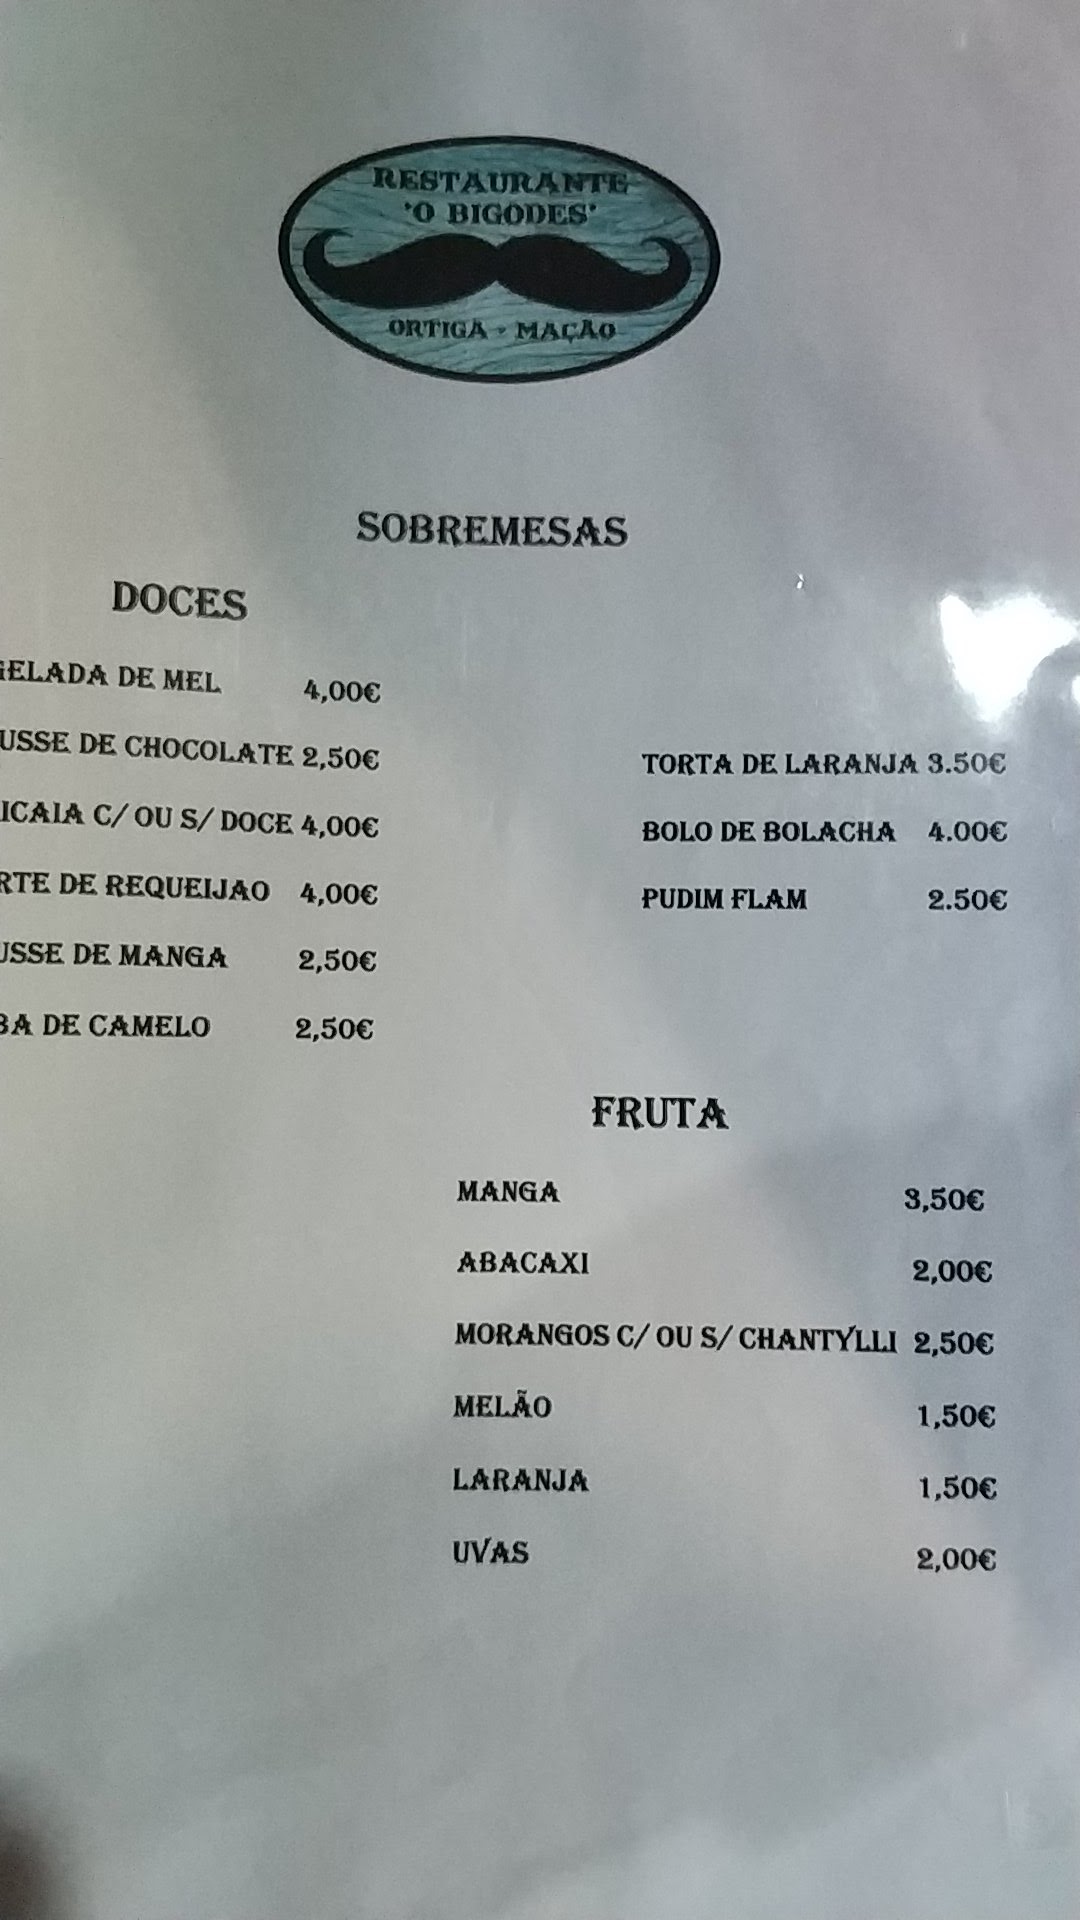 RESTAURANTE
'O BIGODES'
ORTIGA - MAÇÃO
SOBREMESAS
DOCES
GELADA DE MEL 4,00€
USSE DE CHOCOLATE 2,50€
ICAIA C/ OU S/ DOCE 4,00€
RTE DE REQUEIJAO 4,00€
USSE DE MANGA 2,50€
BA DE CAMELO 2,50€
TORTA DE LARANJA 3.50€
BOLO DE BOLACHA 4.00€
PUDIM FLAM 2.50€
FRUTA
MANGA 3,50€
ABACAXI 2,00€
MORANGOS C/ OU S/ CHANTYLLI 2,50€
MELÃO 1,50€
LARANJA 1,50€
UVAS 2,00€